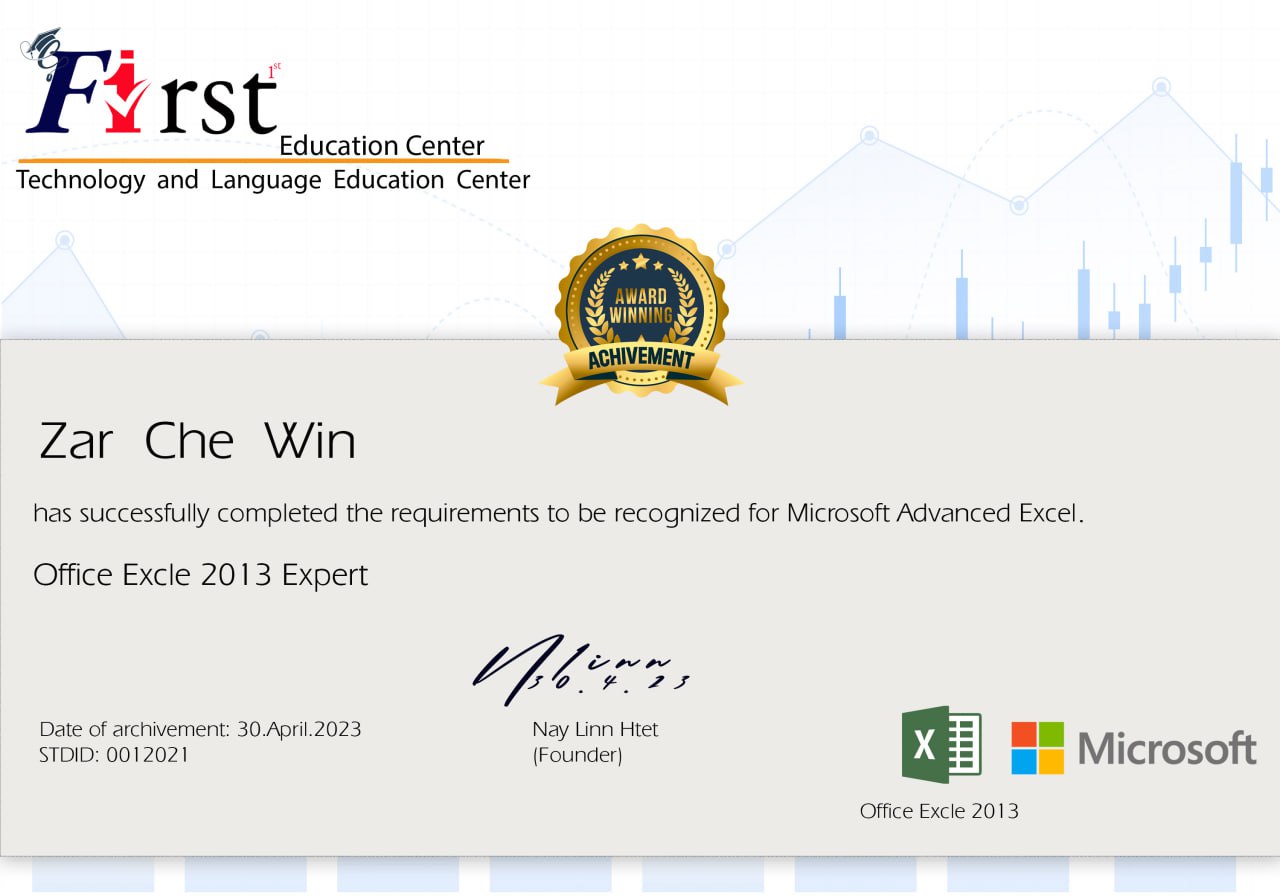 First 1st
Education Center
Technology and Language Education Center
AWARD
WINNING
ACHIVEMENT
Zar Che Win
has successfully completed the requirements to be recognized for Microsoft Advanced Excel.
Office Excle 2013 Expert
N linn
30.4.23
Date of archivement: 30.April.2023
STDID: 0012021
Nay Linn Htet
(Founder)
X
Microsoft
Office Excle 2013